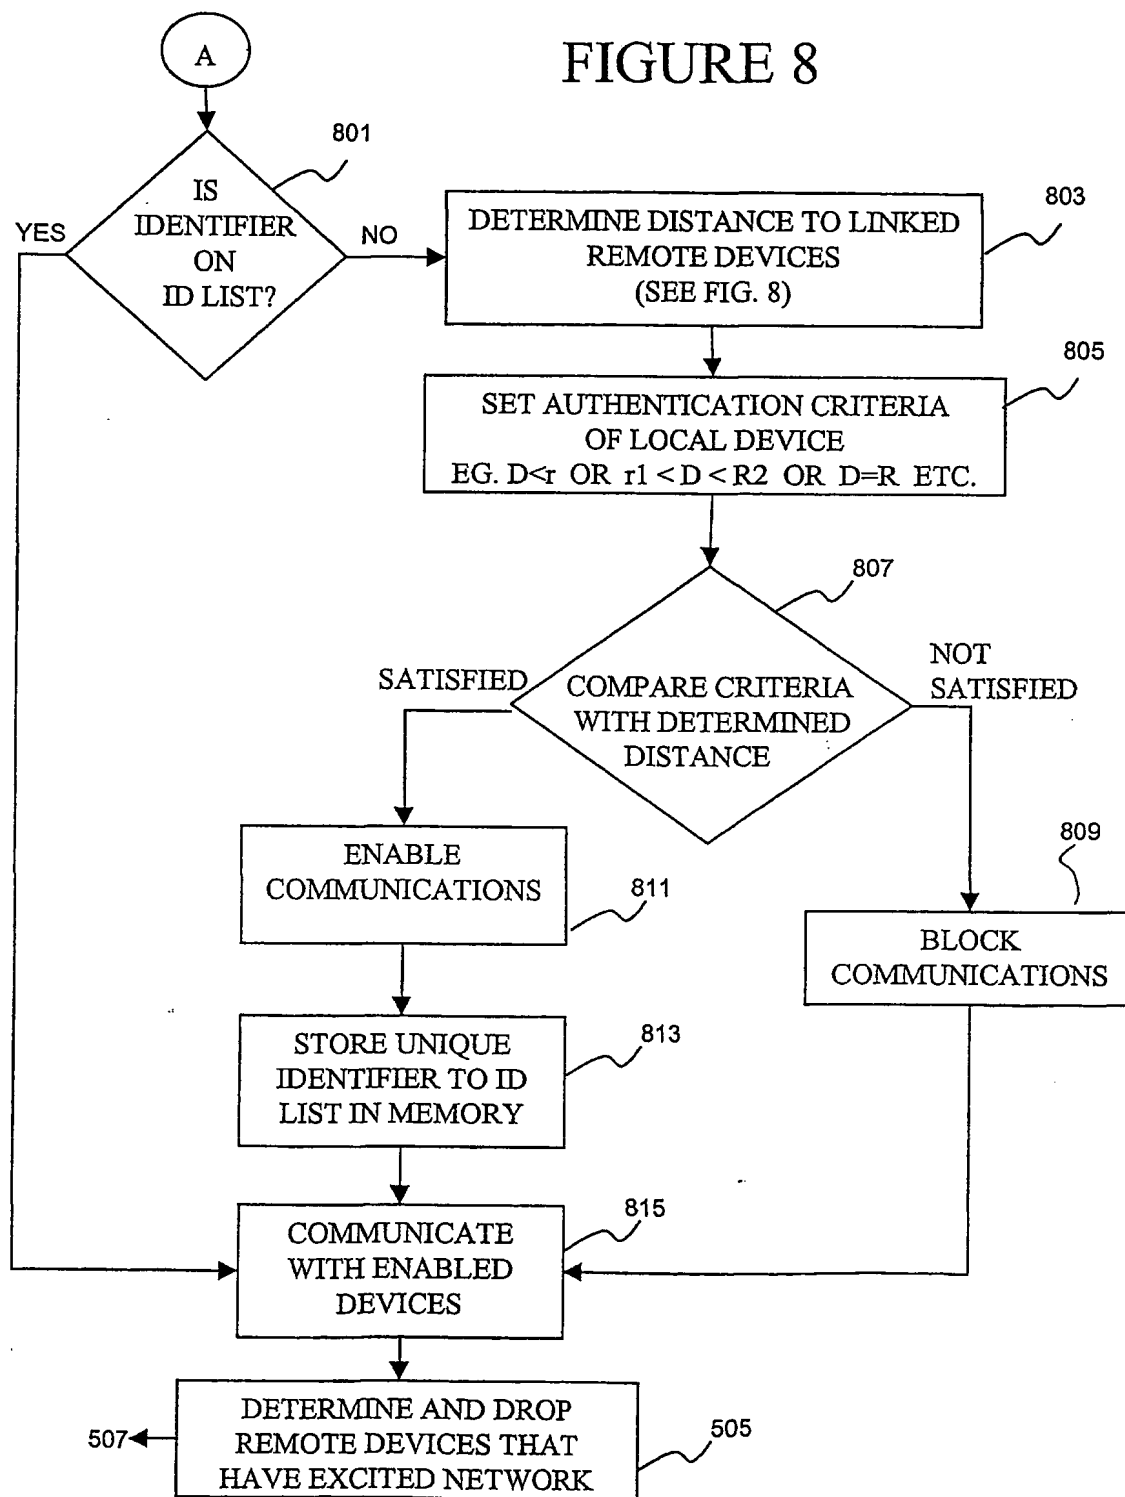 FIGURE 8
A
801
IS
IDENTIFIER
ON
ID LIST?
YES
NO
803
DETERMINE DISTANCE TO LINKED
REMOTE DEVICES
(SEE FIG. 8)
805
SET AUTHENTICATION CRITERIA
OF LOCAL DEVICE
EG. D<r OR r1 <D < R2 OR D=R ETC.
807
COMPARE CRITERIA
WITH DETERMINED
DISTANCE
SATISFIED
NOT
SATISFIED
809
BLOCK
COMMUNICATIONS
ENABLE
COMMUNICATIONS
811
STORE UNIQUE
IDENTIFIER TO ID
LIST IN MEMORY
813
COMMUNICATE
WITH ENABLED
DEVICES
815
DETERMINE AND DROP
REMOTE DEVICES THAT
HAVE EXCITED NETWORK
505
507